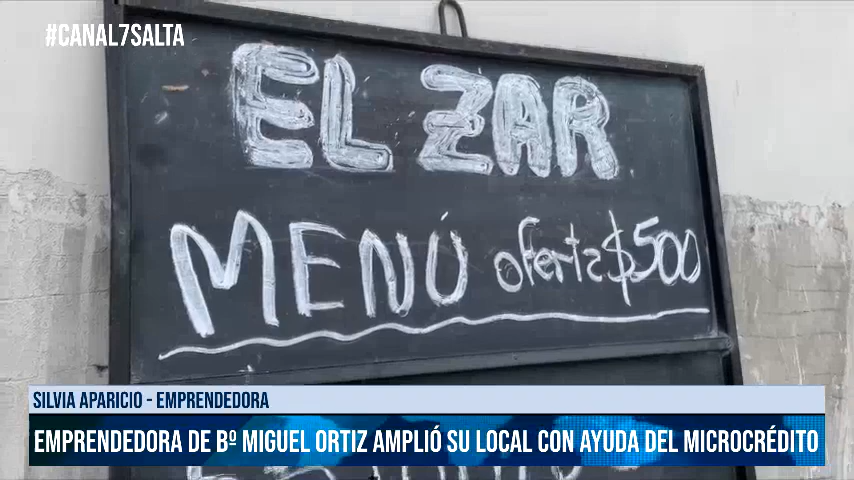 #CANAL7SALTA
EL ZAR
MENÚ oferta $500
SILVIA APARICIO - EMPRENDEDORA
EMPRENDEDORA DE Bº MIGUEL ORTIZ AMPLIÓ SU LOCAL CON AYUDA DEL MICROCRÉDITO